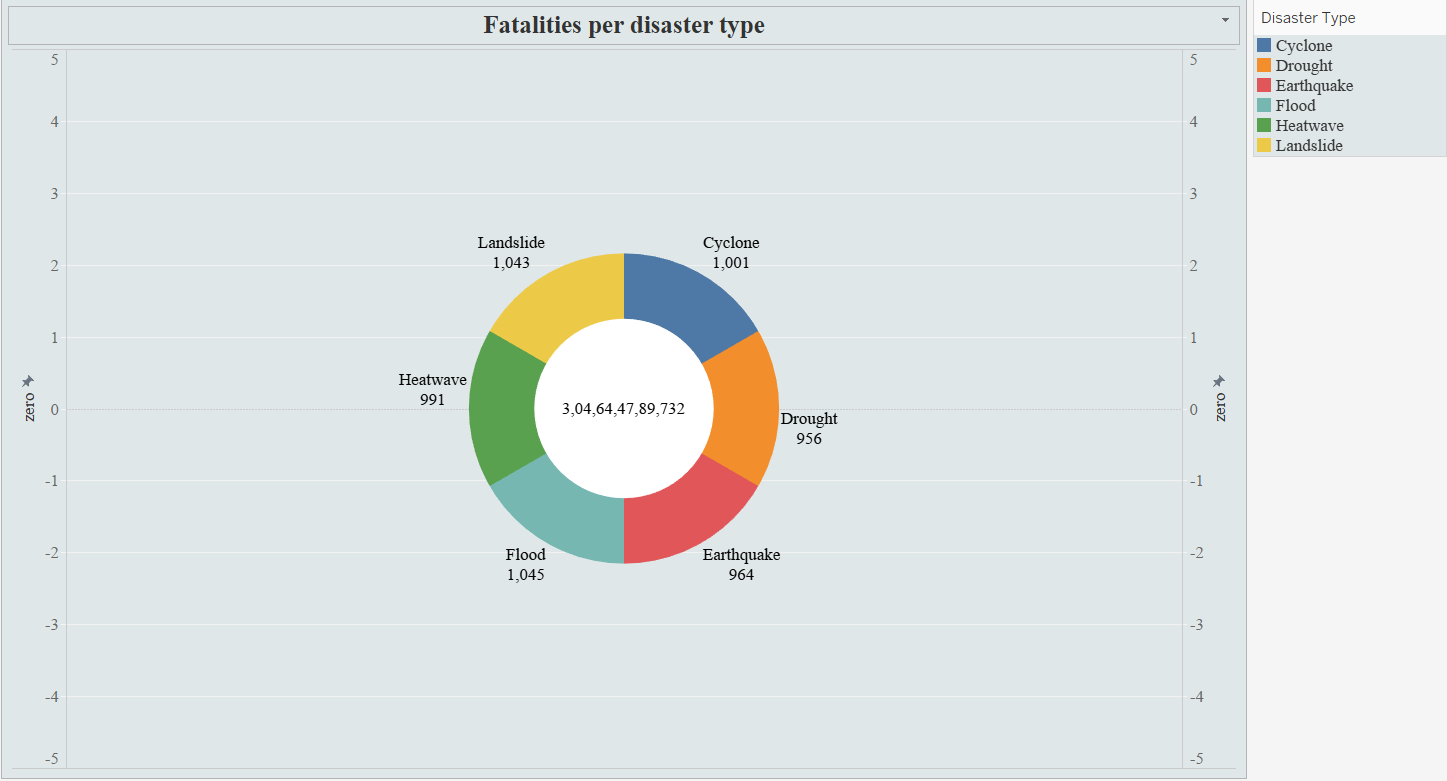 Fatalities per disaster type
Disaster Type
Cyclone
Drought
Earthquake
Flood
Heatwave
Landslide
5
4
3
2
1
0
-1
-2
-3
-4
-5
zero
Landslide
1,043
Cyclone
1,001
Heatwave
991
3,04,64,47,89,732
Drought
956
Flood
1,045
Earthquake
964
5
4
3
2
1
0
-1
-2
-3
-4
-5
zero